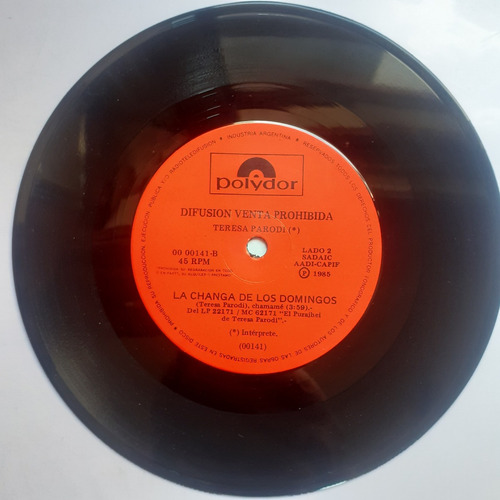 INDUSTRIA ARGENTINA
polydor
DIFUSION VENTA PROHIBIDA
TERESA PARODI (*)
00 00141-B
45 RPM
LADO 2
SADAIC
AADI-CAPIF
Ⓟ 1985
LA CHANGA DE LOS DOMINGOS
(Teresa Parodi), chamamé (3:59).-
Del LP 22171 / MC 62171 "El Purahei
de Teresa Parodi".-
(*) Intérprete.
(00141)